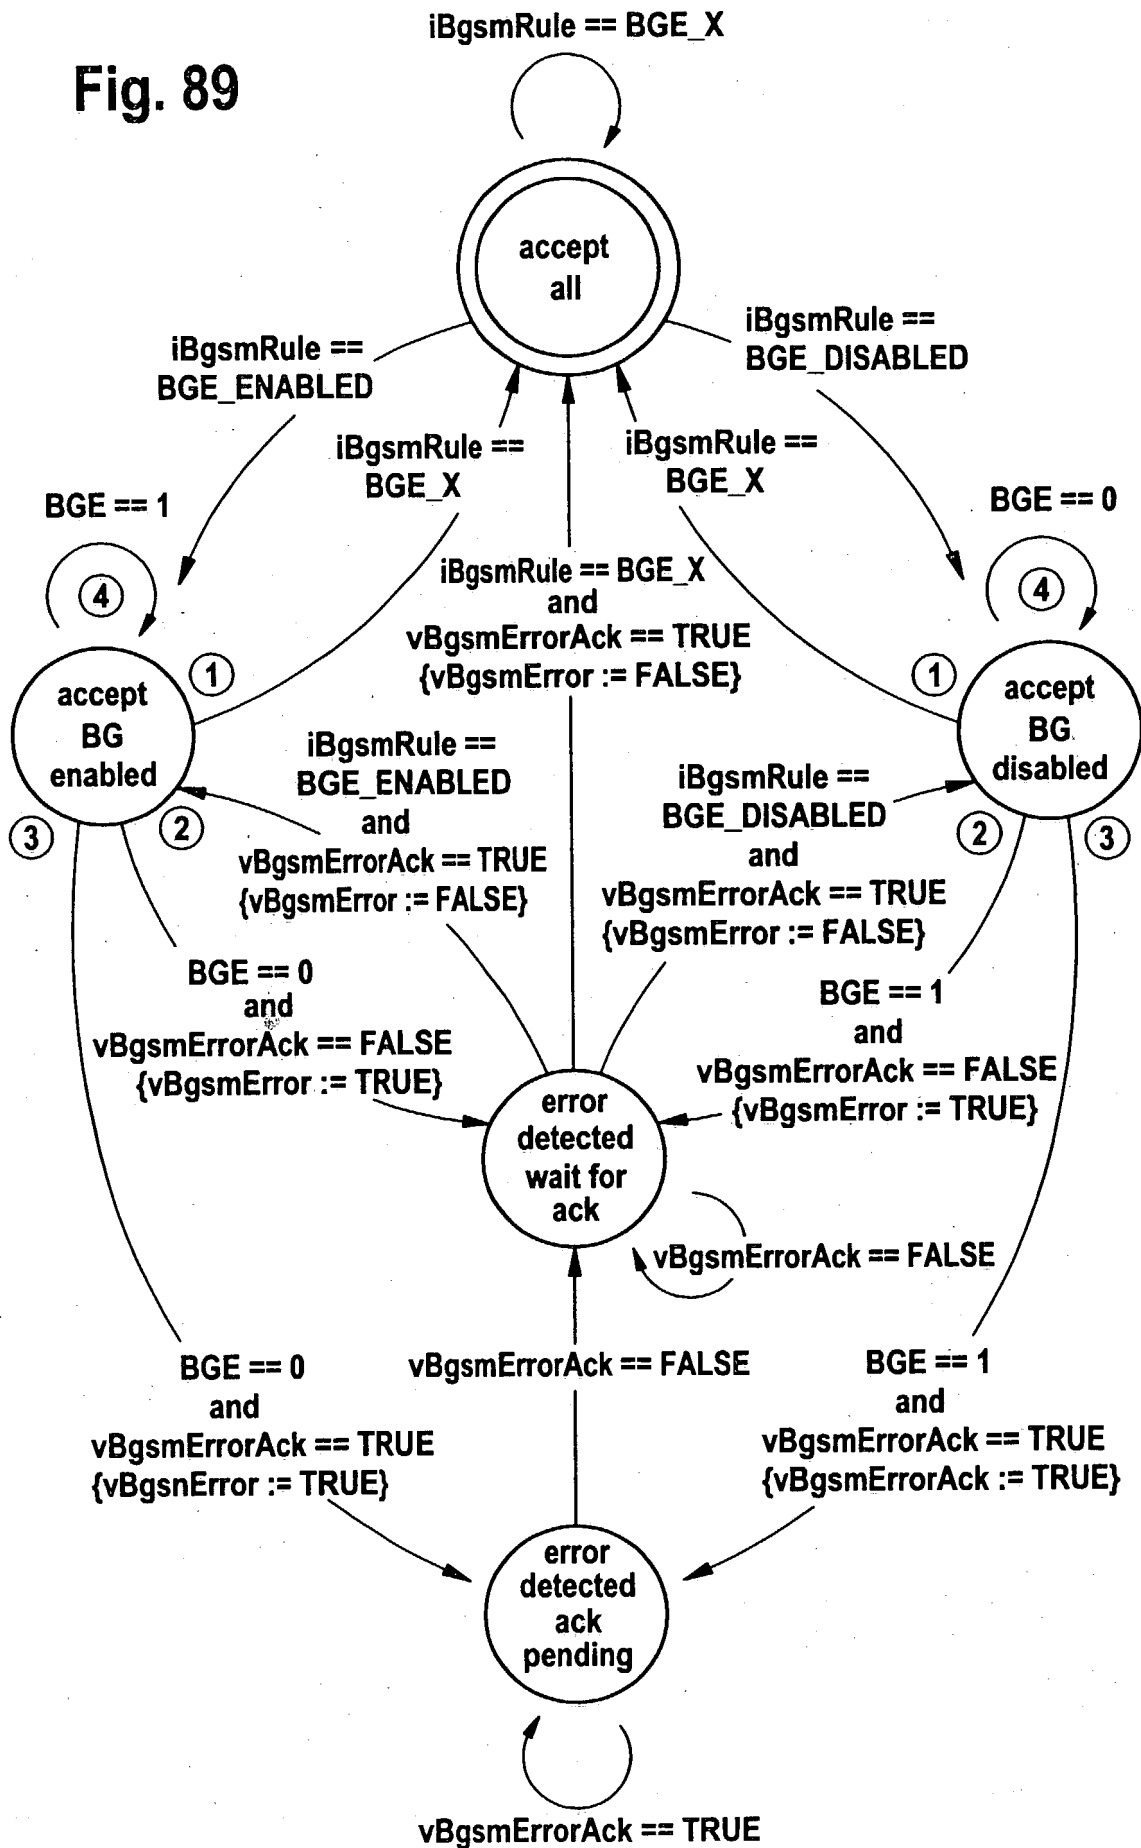 iBgsmRule == BGE_X
Fig. 89
accept
all
iBgsmRule ==
BGE_ENABLED
iBgsmRule ==
BGE_DISABLED
iBgsmRule ==
BGE_X
iBgsmRule ==
BGE_X
BGE == 1
4
BGE == 0
4
iBgsmRule == BGE_X
and
vBgsmErrorAck == TRUE
{vBgsmError := FALSE}
1
1
accept
BG
enabled
accept
BG
disabled
3
2
2
3
iBgsmRule ==
BGE_ENABLED
and
vBgsmErrorAck == TRUE
{vBgsmError := FALSE}
iBgsmRule ==
BGE_DISABLED
and
vBgsmErrorAck == TRUE
{vBgsmError := FALSE}
BGE == 0
and
vBgsmErrorAck == FALSE
{vBgsmError := TRUE}
BGE == 1
and
vBgsmErrorAck == FALSE
{vBgsmError := TRUE}
error
detected
wait for
ack
vBgsmErrorAck == FALSE
BGE == 0
and
vBgsmErrorAck == TRUE
{vBgsnError := TRUE}
vBgsmErrorAck == FALSE
BGE == 1
and
vBgsmErrorAck == TRUE
{vBgsmErrorAck := TRUE}
error
detected
ack
pending
vBgsmErrorAck == TRUE